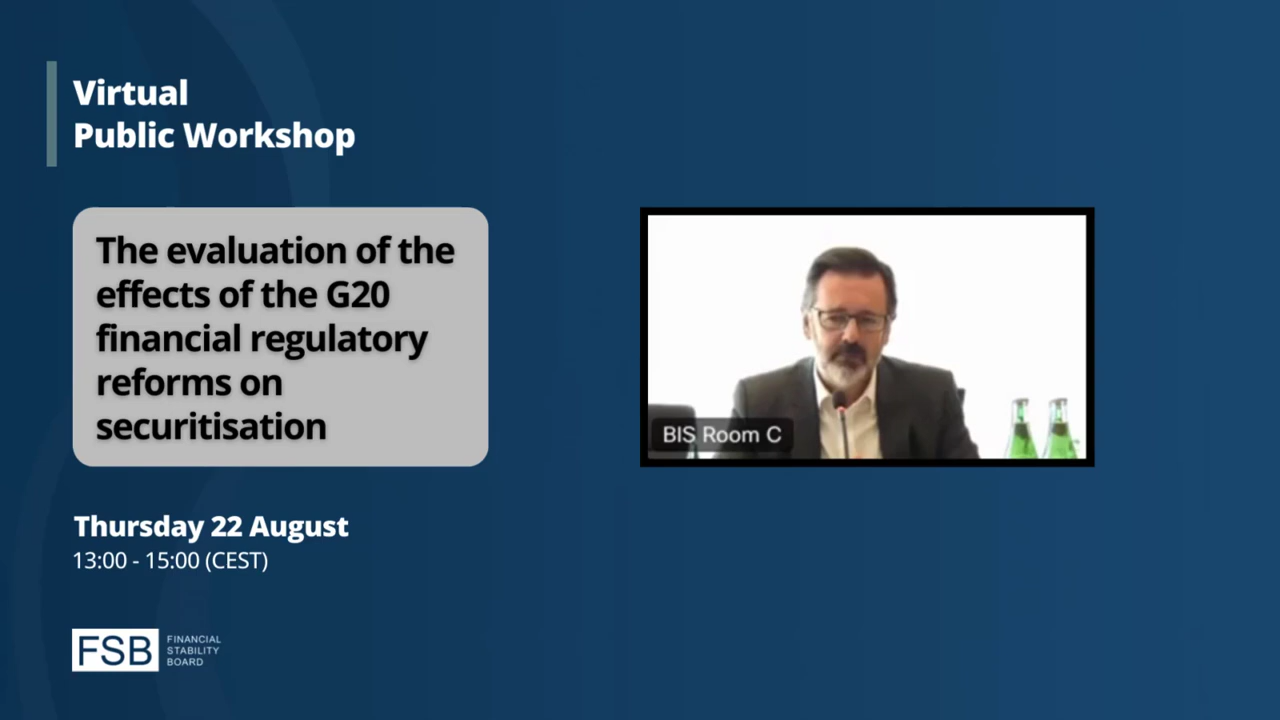 Virtual
Public Workshop
The evaluation of the
effects of the G20
financial regulatory
reforms on
securitisation
BIS Room C
Thursday 22 August
13:00 - 15:00 (CEST)
FSB
FINANCIAL
STABILITY
BOARD